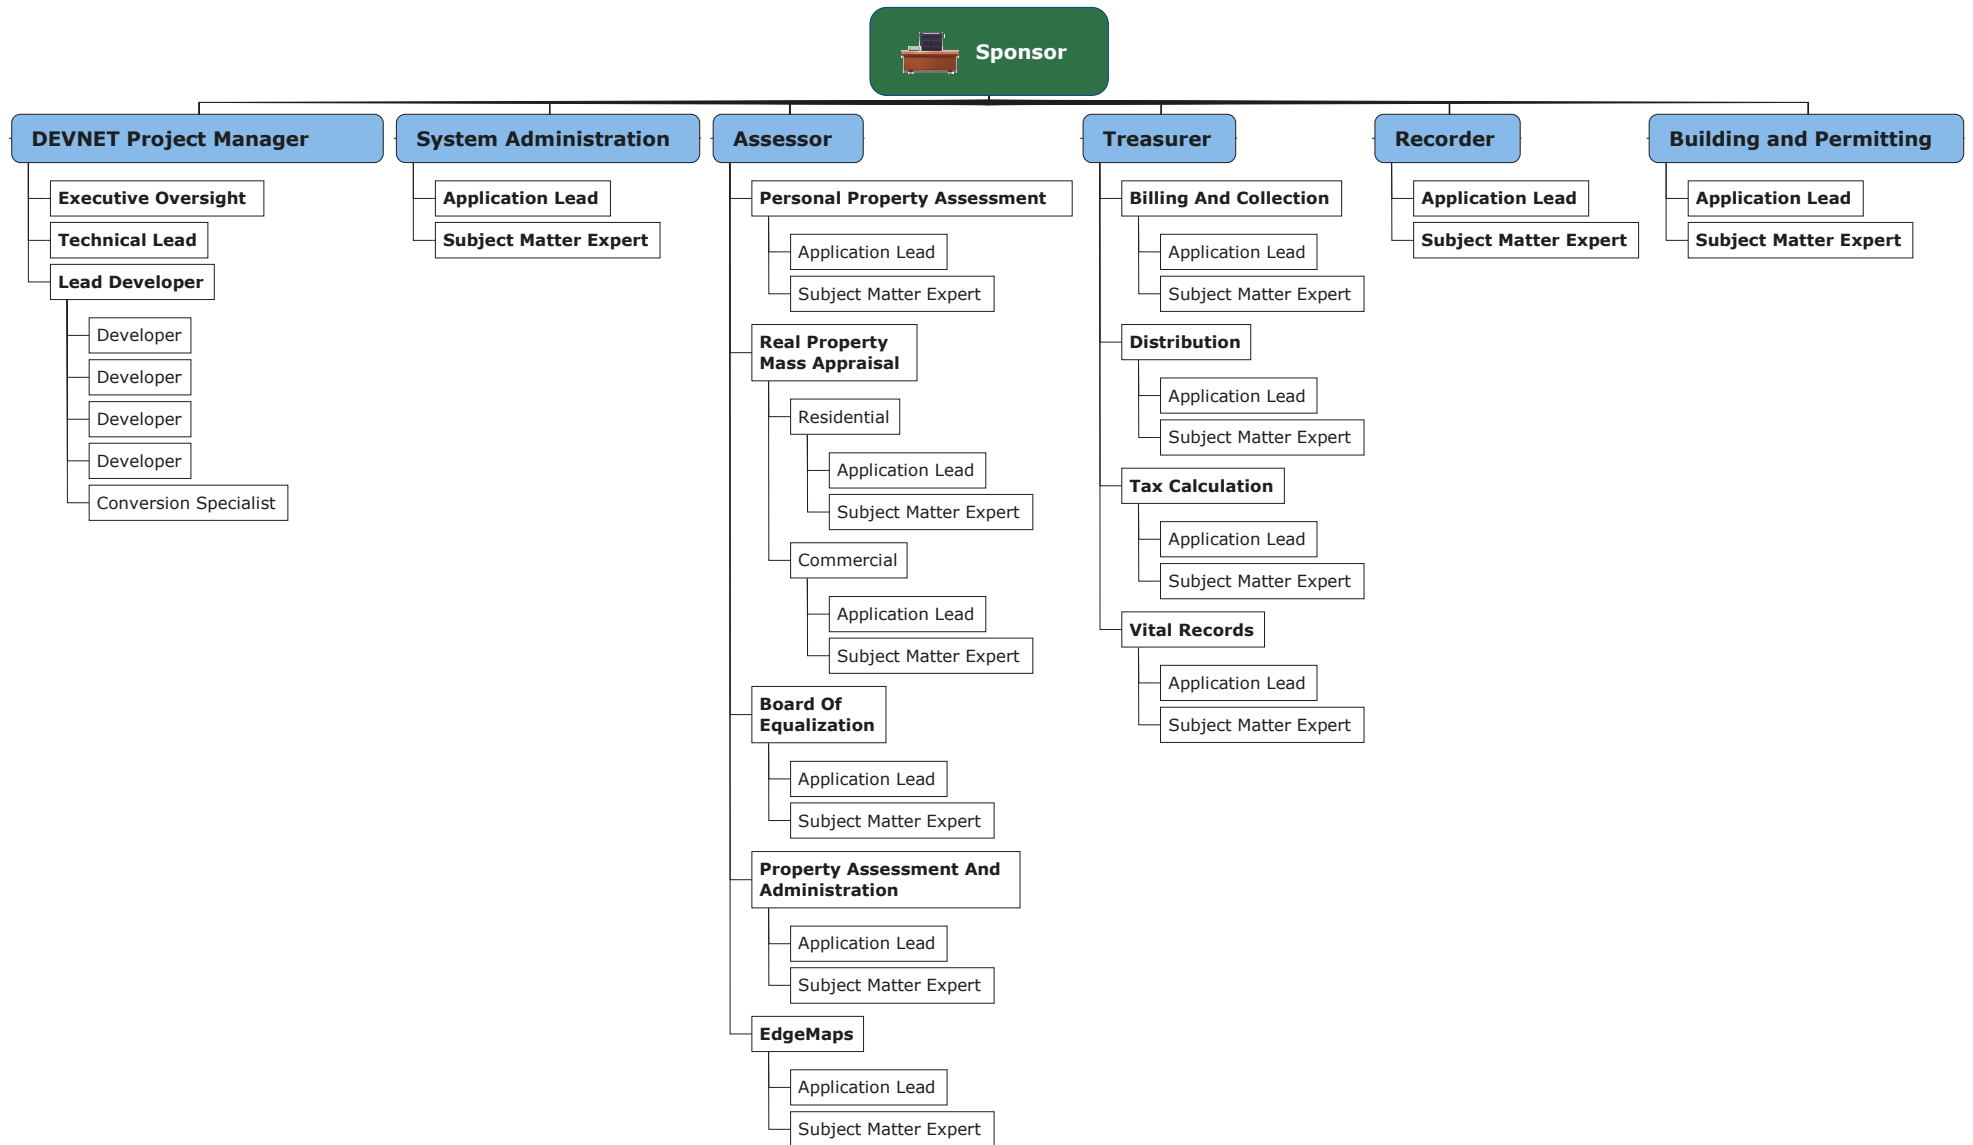 Sponsor
DEVNET Project Manager
Executive Oversight
Technical Lead
Lead Developer
Developer
Developer
Developer
Developer
Conversion Specialist
System Administration
Application Lead
Subject Matter Expert
Assessor
Personal Property Assessment
Application Lead
Subject Matter Expert
Real Property
Mass Appraisal
Residential
Application Lead
Subject Matter Expert
Commercial
Application Lead
Subject Matter Expert
Board Of
Equalization
Application Lead
Subject Matter Expert
Property Assessment And
Administration
Application Lead
Subject Matter Expert
EdgeMaps
Application Lead
Subject Matter Expert
Treasurer
Billing And Collection
Application Lead
Subject Matter Expert
Distribution
Application Lead
Subject Matter Expert
Tax Calculation
Application Lead
Subject Matter Expert
Vital Records
Application Lead
Subject Matter Expert
Recorder
Application Lead
Subject Matter Expert
Building and Permitting
Application Lead
Subject Matter Expert